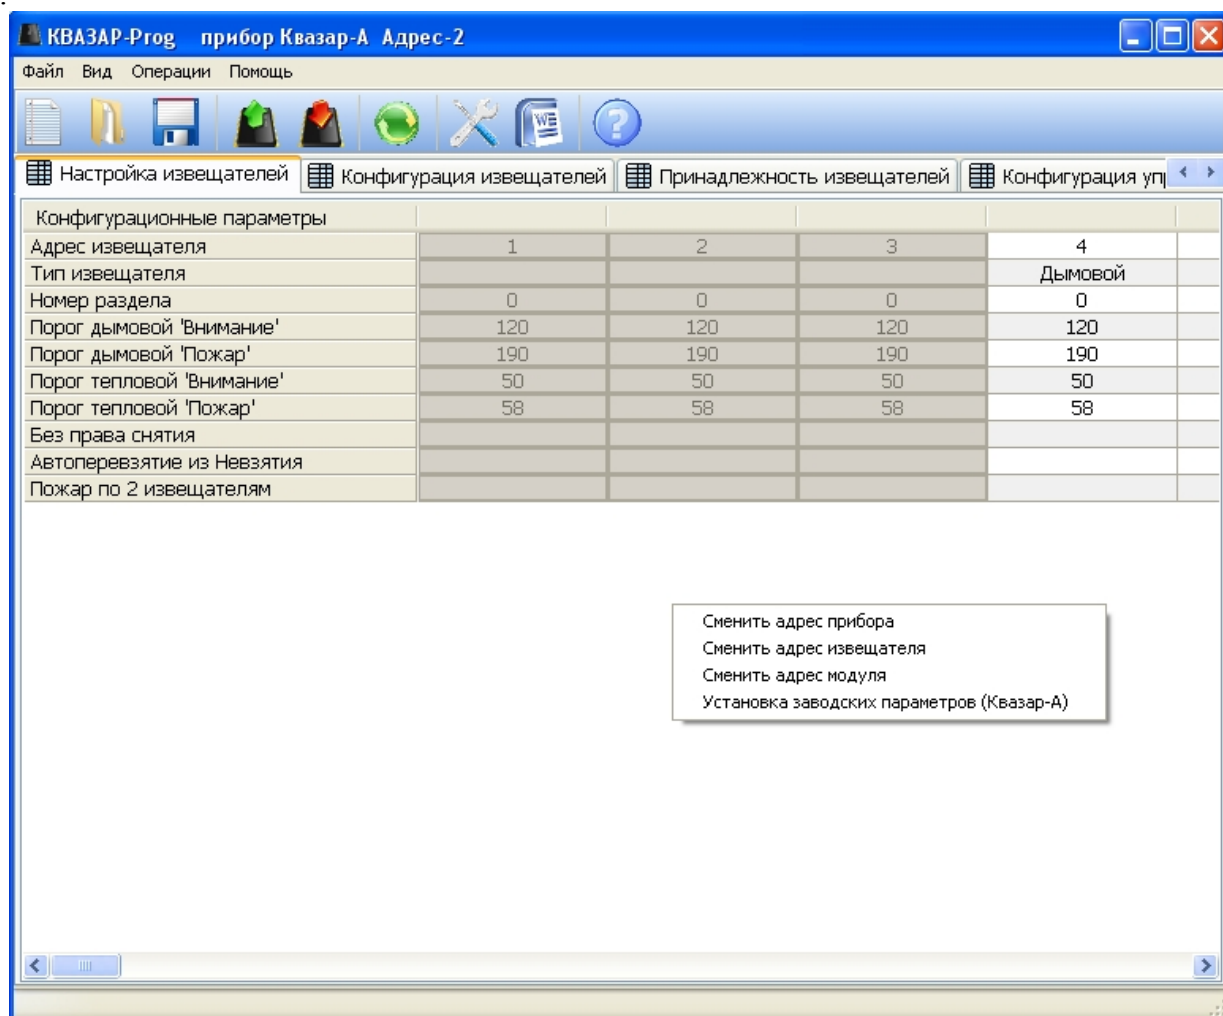 .
КВАЗАР-Prog прибор Квазар-А Адрес-2
Файл Вид Операции Помощь
WE
?
Настройка извещателей Конфигурация извещателей Принадлежность извещателей Конфигурация уп
Конфигурационные параметры
Адрес извещателя 1 2 3 4
Тип извещателя Дымовой
Номер раздела 0 0 0 0
Порог дымовой 'Внимание' 120 120 120 120
Порог дымовой 'Пожар' 190 190 190 190
Порог тепловой 'Внимание' 50 50 50 50
Порог тепловой 'Пожар' 58 58 58 58
Без права снятия
Автоперевзятие из Невзятия
Пожар по 2 извещателям
Сменить адрес прибора
Сменить адрес извещателя
Сменить адрес модуля
Установка заводских параметров (Квазар-А)